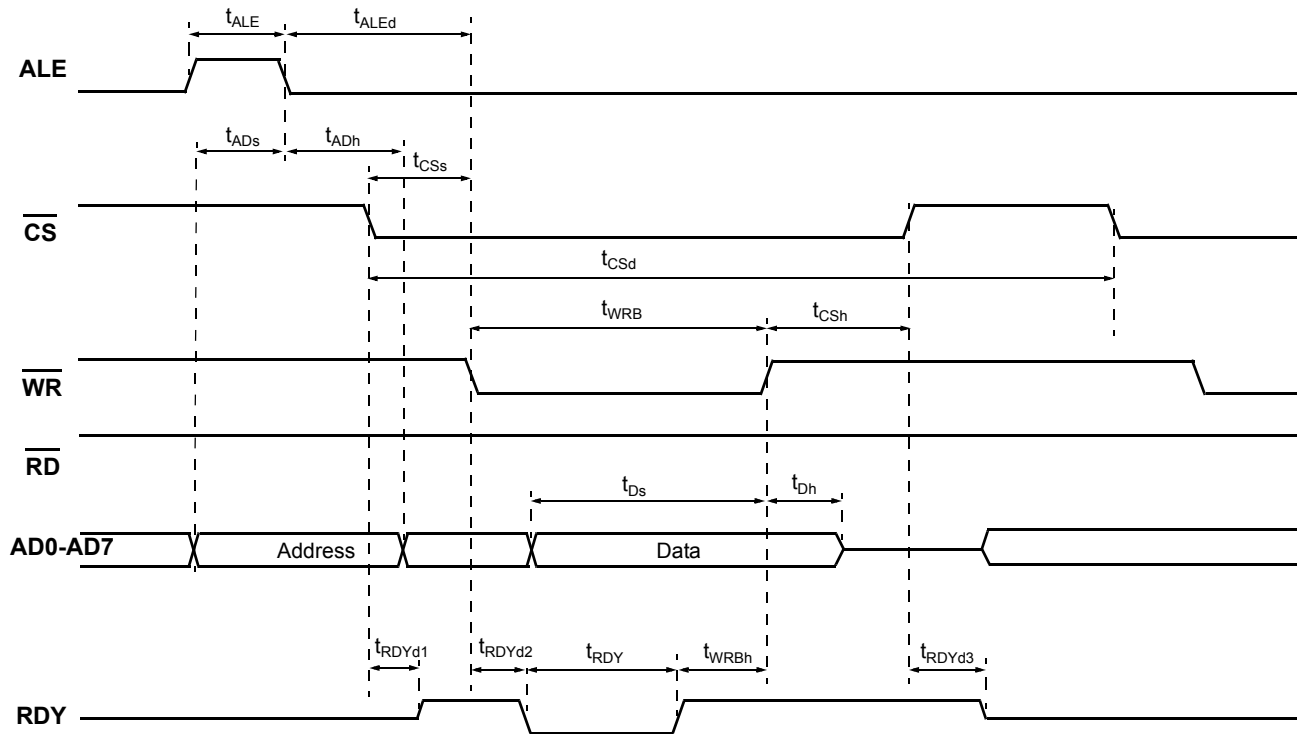 tALE
tALEd
ALE
tADs
tADh
tCSs
CS
tCSd
tWRB
tCSh
WR
RD
tDs
tDh
AD0-AD7
Address
Data
tRDYd1
tRDYd2
tRDY
tWRBh
tRDYd3
RDY